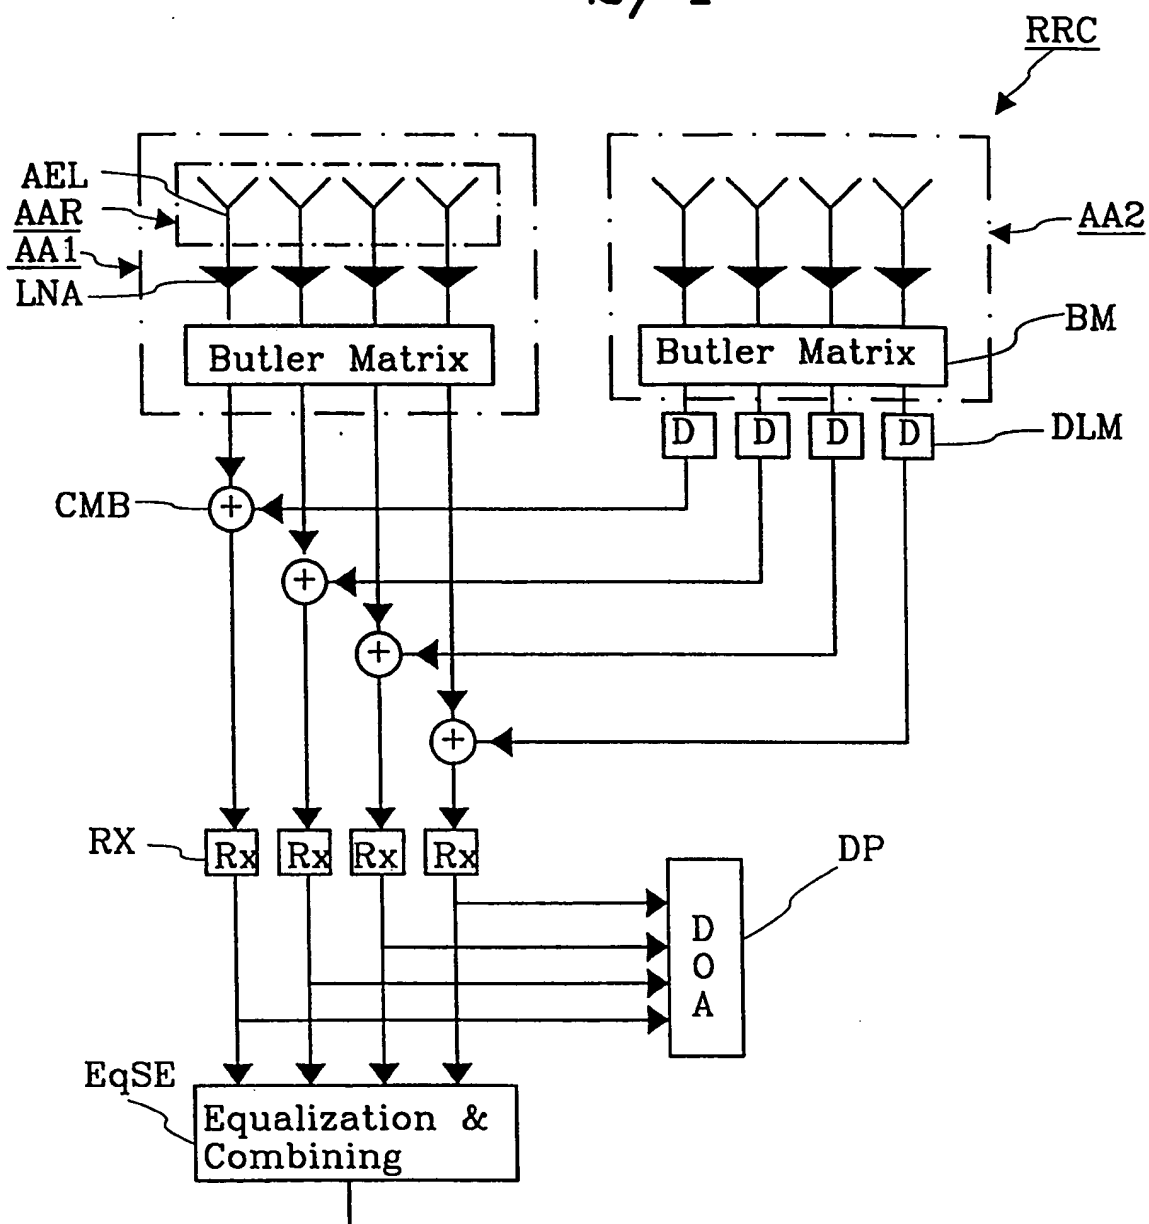 RRC
AEL
AAR
AA1
LNA
AA2
BM
Butler Matrix
Butler Matrix
DLM
D D D D
CMB
+
+
+
+
RX
Rx Rx Rx Rx
DP
D
O
A
EqSE
Equalization &
Combining